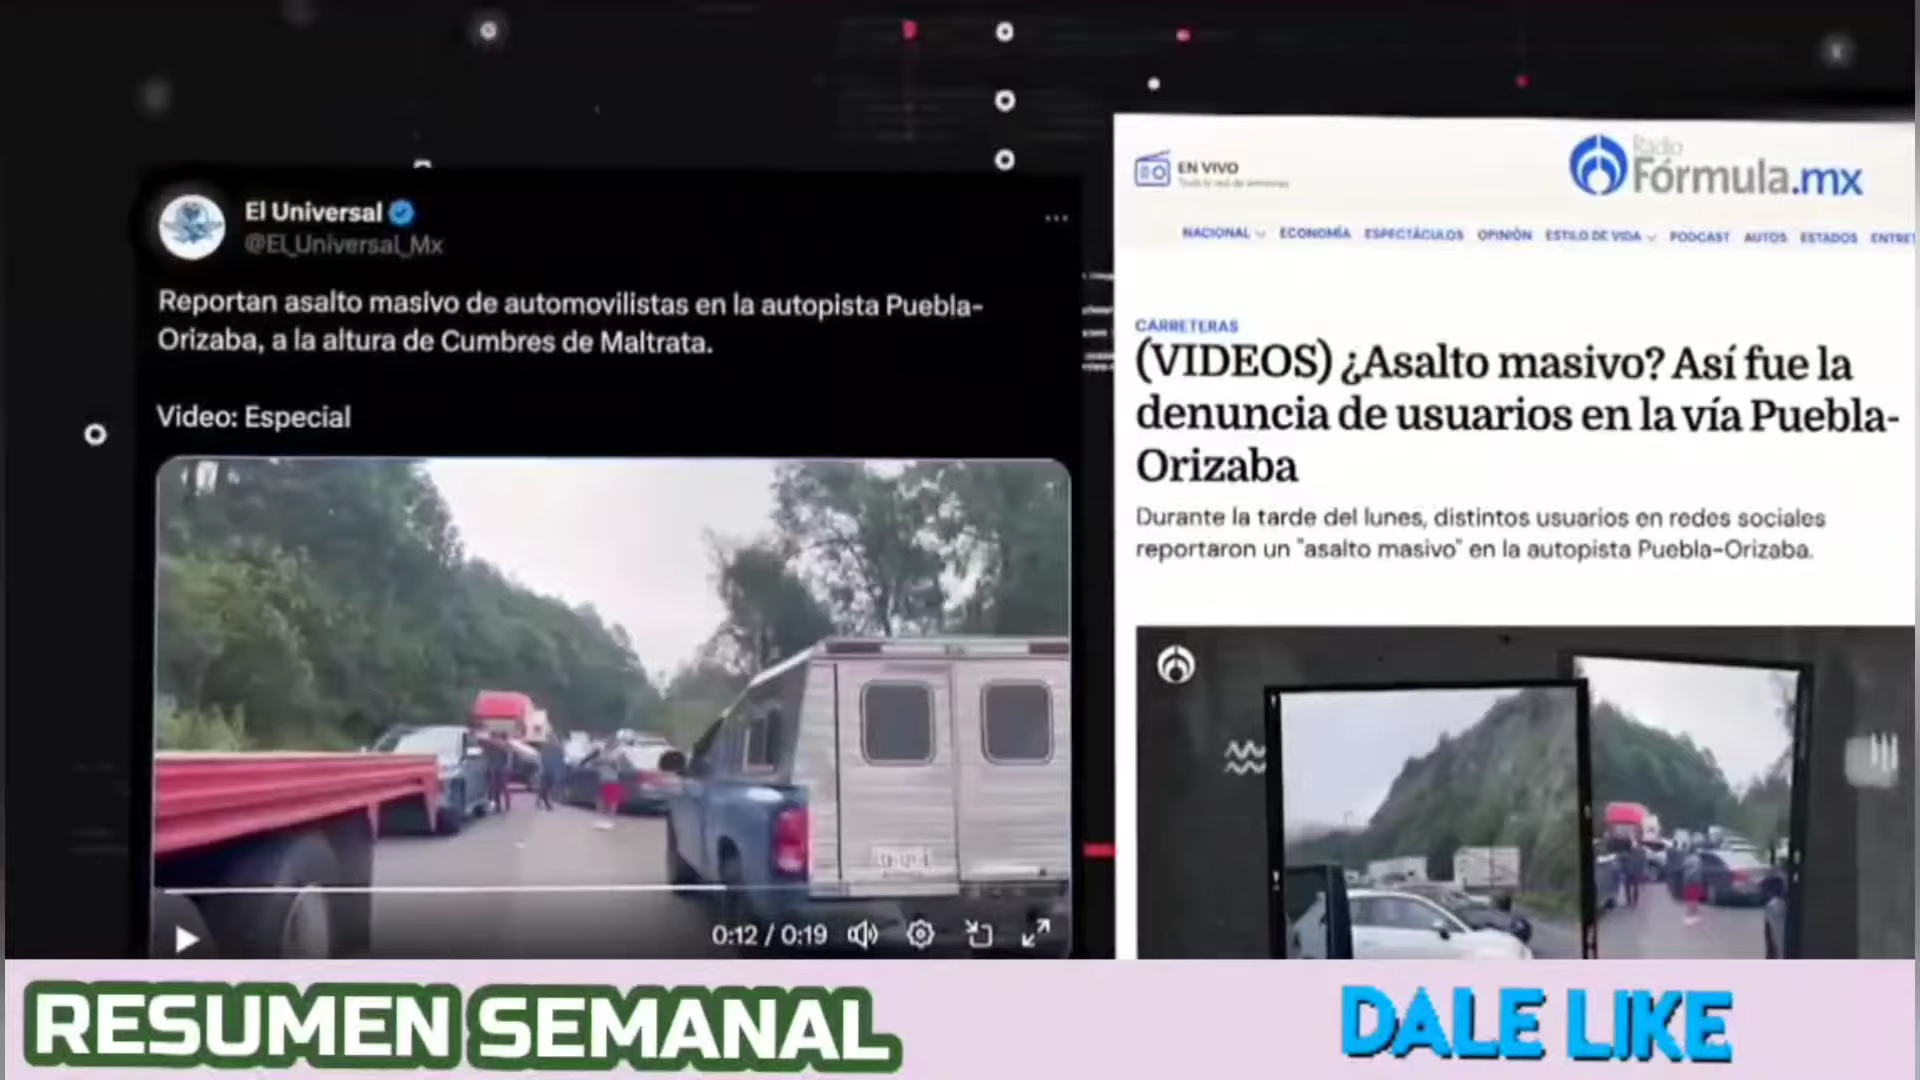 El Universal
@El_Universal_Mx
Reportan asalto masivo de automovilistas en la autopista Puebla-
Orizaba, a la altura de Cumbres de Maltrata.
Video: Especial
0:12 / 0:19
EN VIVO
Radio
Fórmula.mx
NACIONAL ECONOMÍA ESPECTÁCULOS OPINIÓN ESTILO DE VIDA PODCAST AUTOS ESTADOS ENTRE
CARRETERAS
(VIDEOS) ¿Asalto masivo? Así fue la
denuncia de usuarios en la vía Puebla-
Orizaba
Durante la tarde del lunes, distintos usuarios en redes sociales
reportaron un "asalto masivo" en la autopista Puebla-Orizaba.
RESUMEN SEMANAL
DALE LIKE